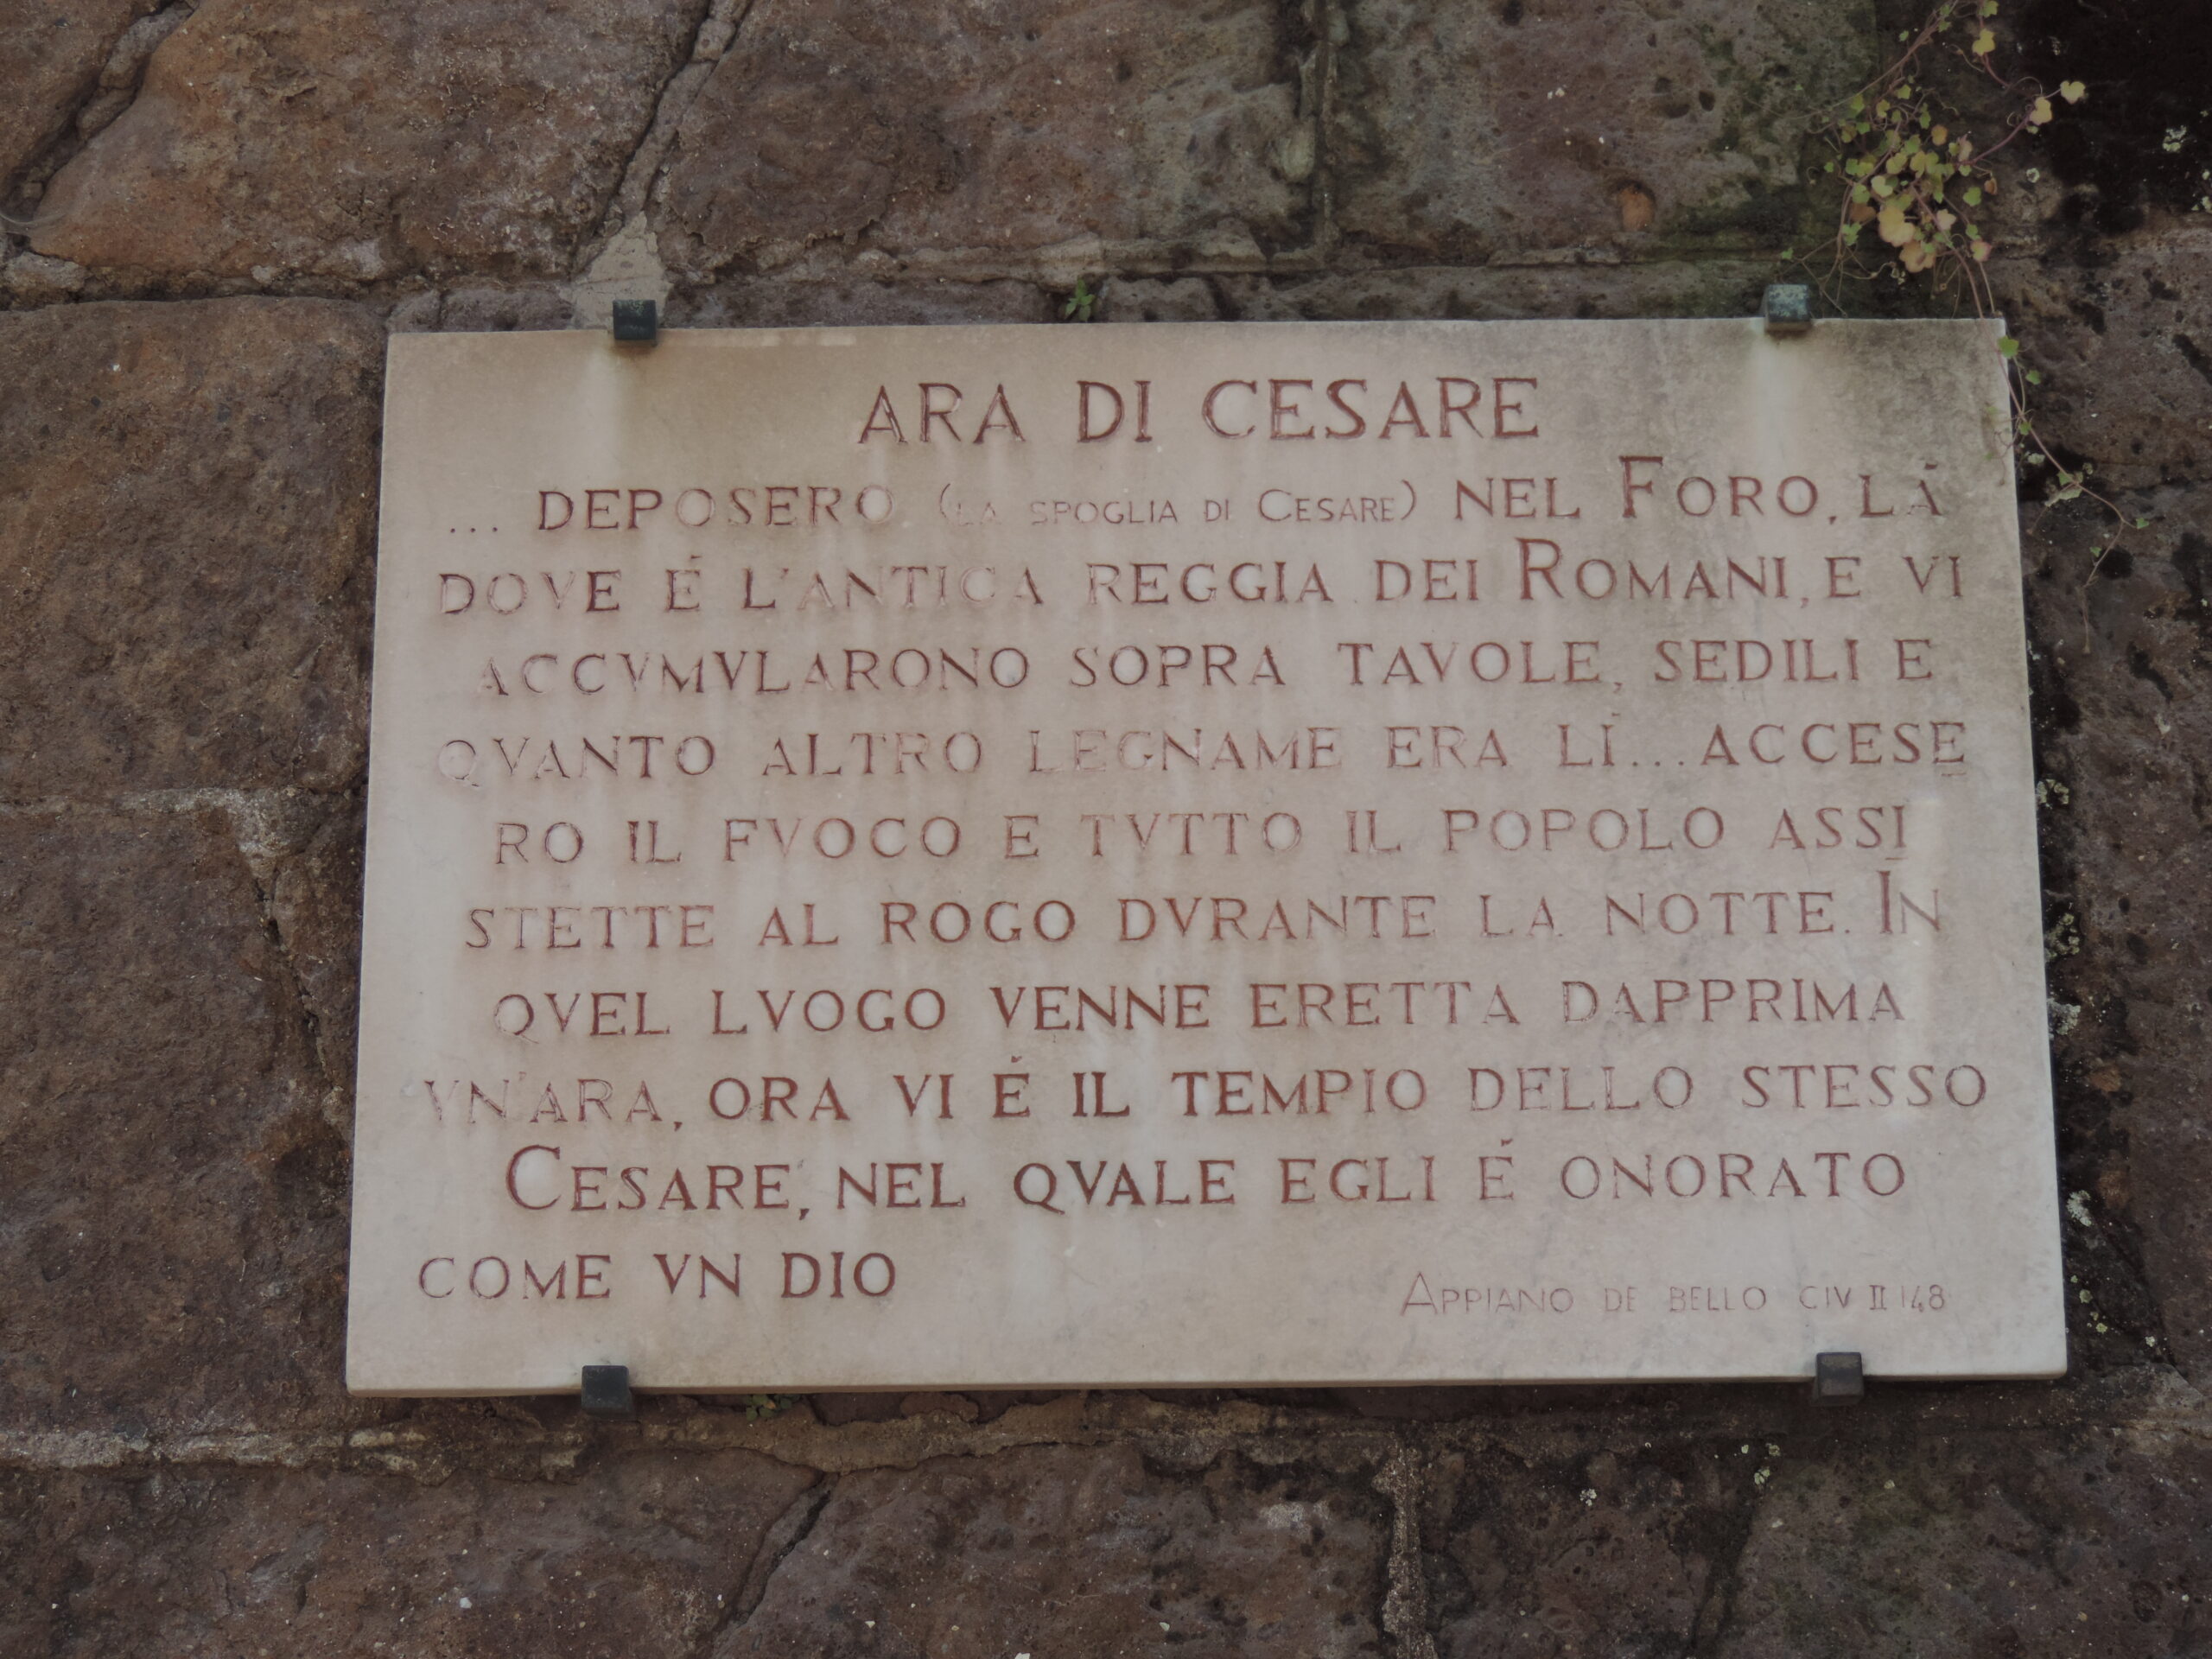 ARA DI CESARE
... DEPOSERO (LA SPOGLIA DI CESARE) NEL FORO, LÀ
DOVE É L'ANTICA REGGIA DEI ROMANI, E VI
ACCVMVLARONO SOPRA TAVOLE, SEDILI E
QVANTO ALTRO LEGNAME ERA LÌ... ACCESE
RO IL FVOCO E TVTTO IL POPOLO ASSI
STETTE AL ROGO DVRANTE LA NOTTE. IN
QVEL LVOGO VENNE ERETTA DAPPRIMA
VN'ARA, ORA VI É IL TEMPIO DELLO STESSO
CESARE, NEL QVALE EGLI É ONORATO
COME VN DIO
APPIANO DE BELLO CIV II 148